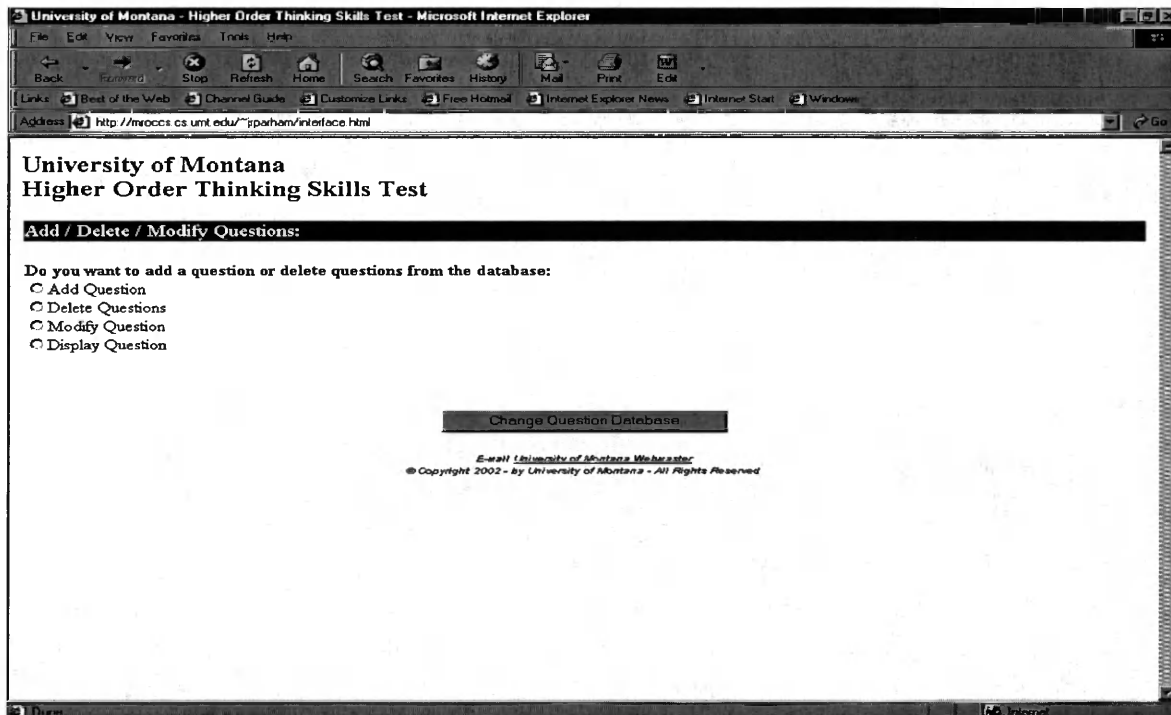 University of Montana - Higher Order Thinking Skills Test - Microsoft Internet Explorer
File Edit View Favorites Tools Help
Back Forward Stop Refresh Home Search Favorites History Mail Print Edit
Links Best of the Web Channel Guide Customize Links Free Hotmail Internet Explorer News Internet Start Windows
Address http://mroccs.cs.umt.edu/~jparham/interface.html Go
University of Montana
Higher Order Thinking Skills Test
Add / Delete / Modify Questions:
Do you want to add a question or delete questions from the database:
Add Question
Delete Questions
Modify Question
Display Question
Change Question Database
E-mail University of Montana Webmaster
© Copyright 2002 - by University of Montana - All Rights Reserved
Done Internet